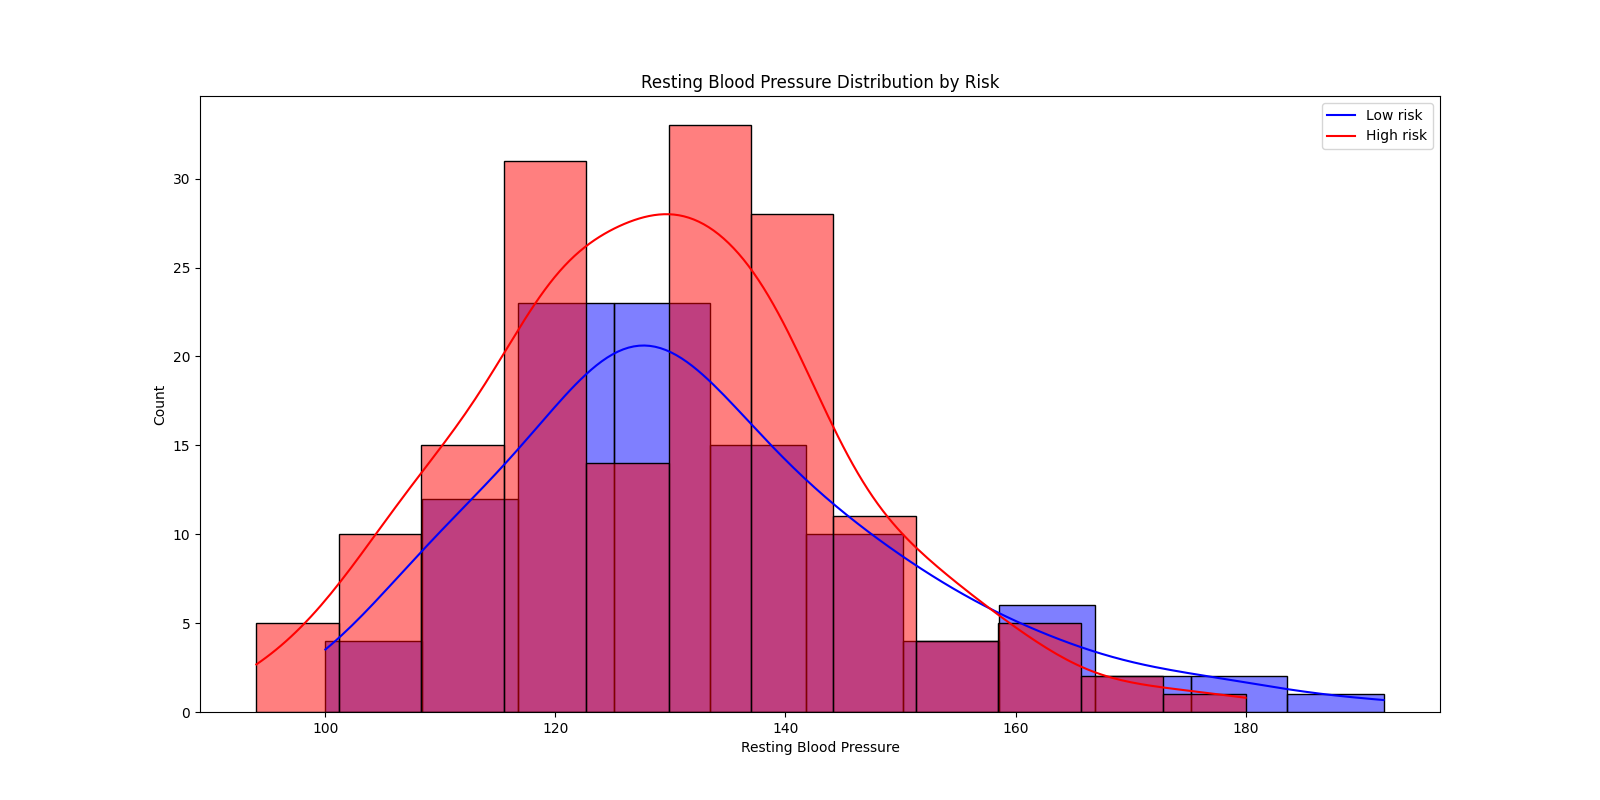 Resting Blood Pressure Distribution by Risk
Low risk
High risk
30
25
20
15
10
5
0
Count
100 120 140 160 180
Resting Blood Pressure